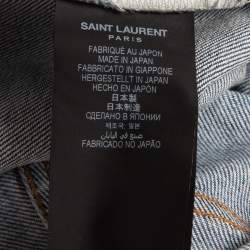 SAINT LAURENT
PARIS
FABRIQUÉ AU JAPON
MADE IN JAPAN
FABBRICATO IN GIAPPONE
HERGESTELLT IN JAPAN
HECHO EN JAPÓN
日本製
日本制造
제조국: 일본
СДЕЛАНО В ЯПОНИИ
صنع في اليابان
FABRICADO NO JAPÃO